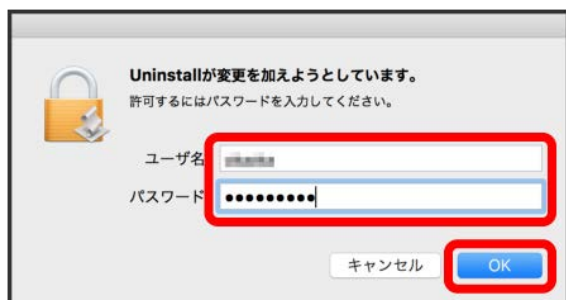 Uninstallが変更を加えようとしています。
許可するにはパスワードを入力してください。
ユーザ名
パスワード ●●●●●●●●●
キャンセル OK